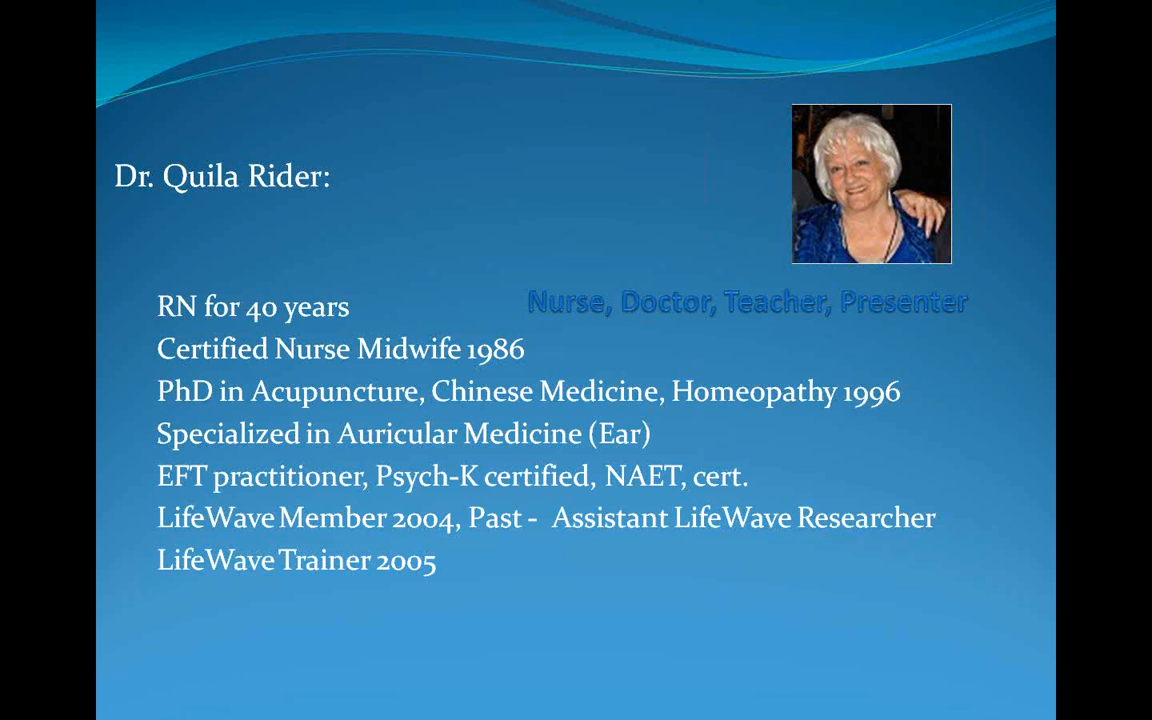 Dr. Quila Rider:
Nurse, Doctor, Teacher, Presenter
RN for 40 years
Certified Nurse Midwife 1986
PhD in Acupuncture, Chinese Medicine, Homeopathy 1996
Specialized in Auricular Medicine (Ear)
EFT practitioner, Psych-K certified, NAET, cert.
LifeWave Member 2004, Past - Assistant LifeWave Researcher
LifeWave Trainer 2005